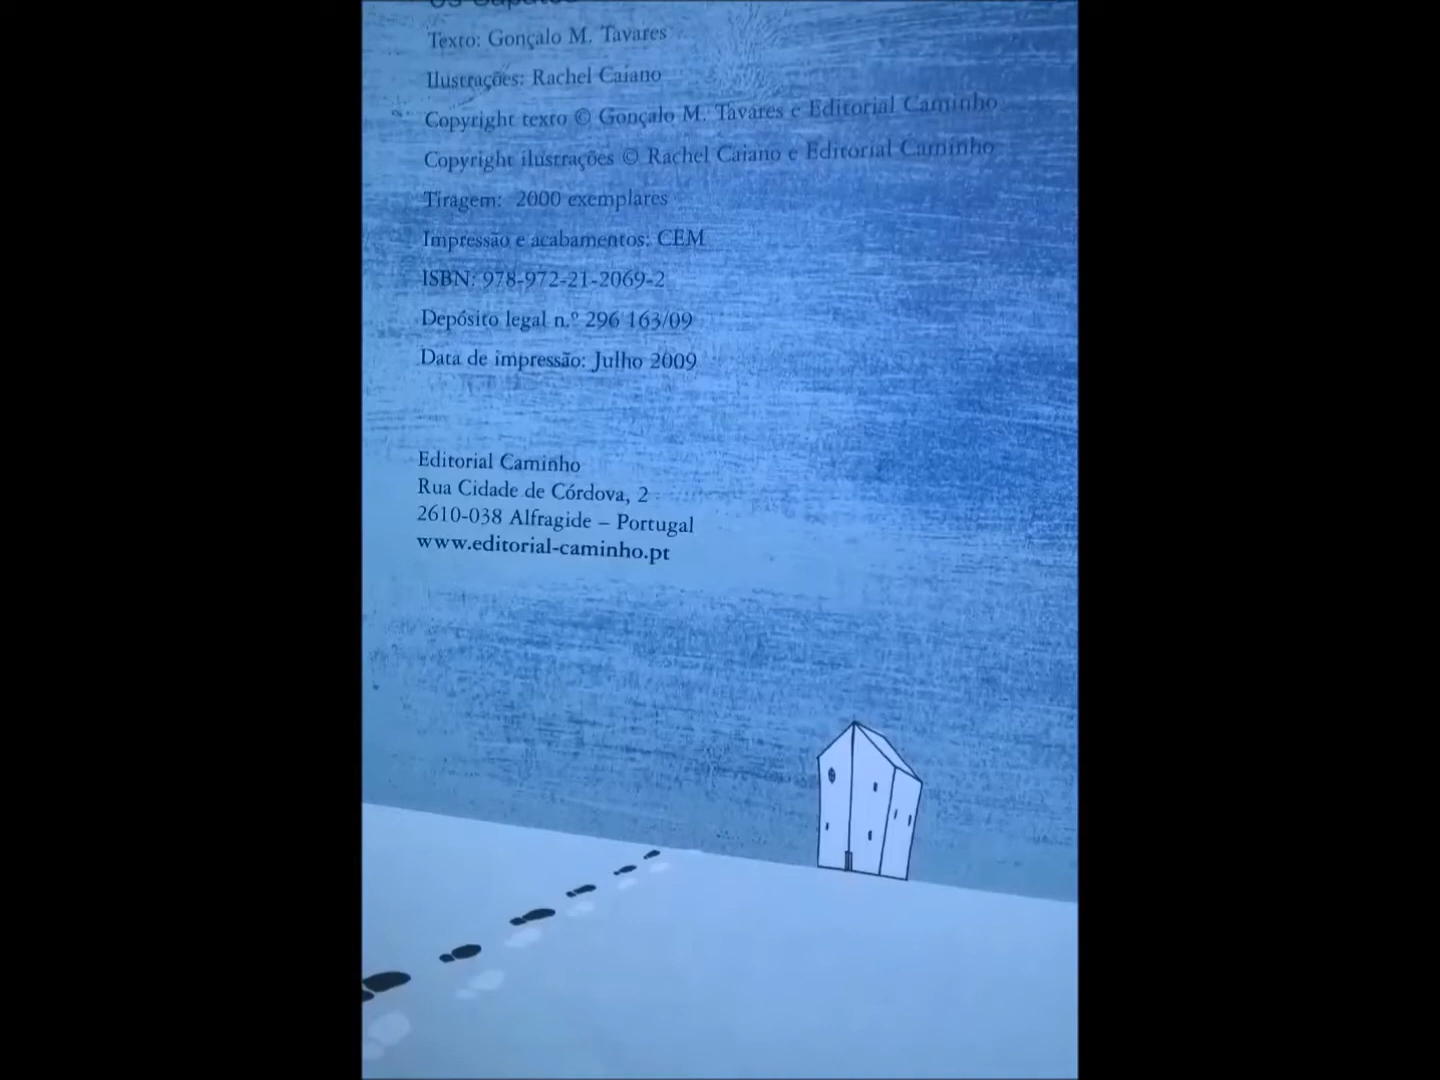 Texto: Gonçalo M. Tavares
Ilustrações: Rachel Caiano
Copyright texto © Gonçalo M. Tavares e Editorial Caminho
Copyright ilustrações © Rachel Caiano e Editorial Caminho
Tiragem: 2000 exemplares
Impressão e acabamentos: CEM
ISBN: 978-972-21-2069-2
Depósito legal n.º 296 163/09
Data de impressão: Julho 2009
Editorial Caminho
Rua Cidade de Córdova, 2
2610-038 Alfragide – Portugal
www.editorial-caminho.pt